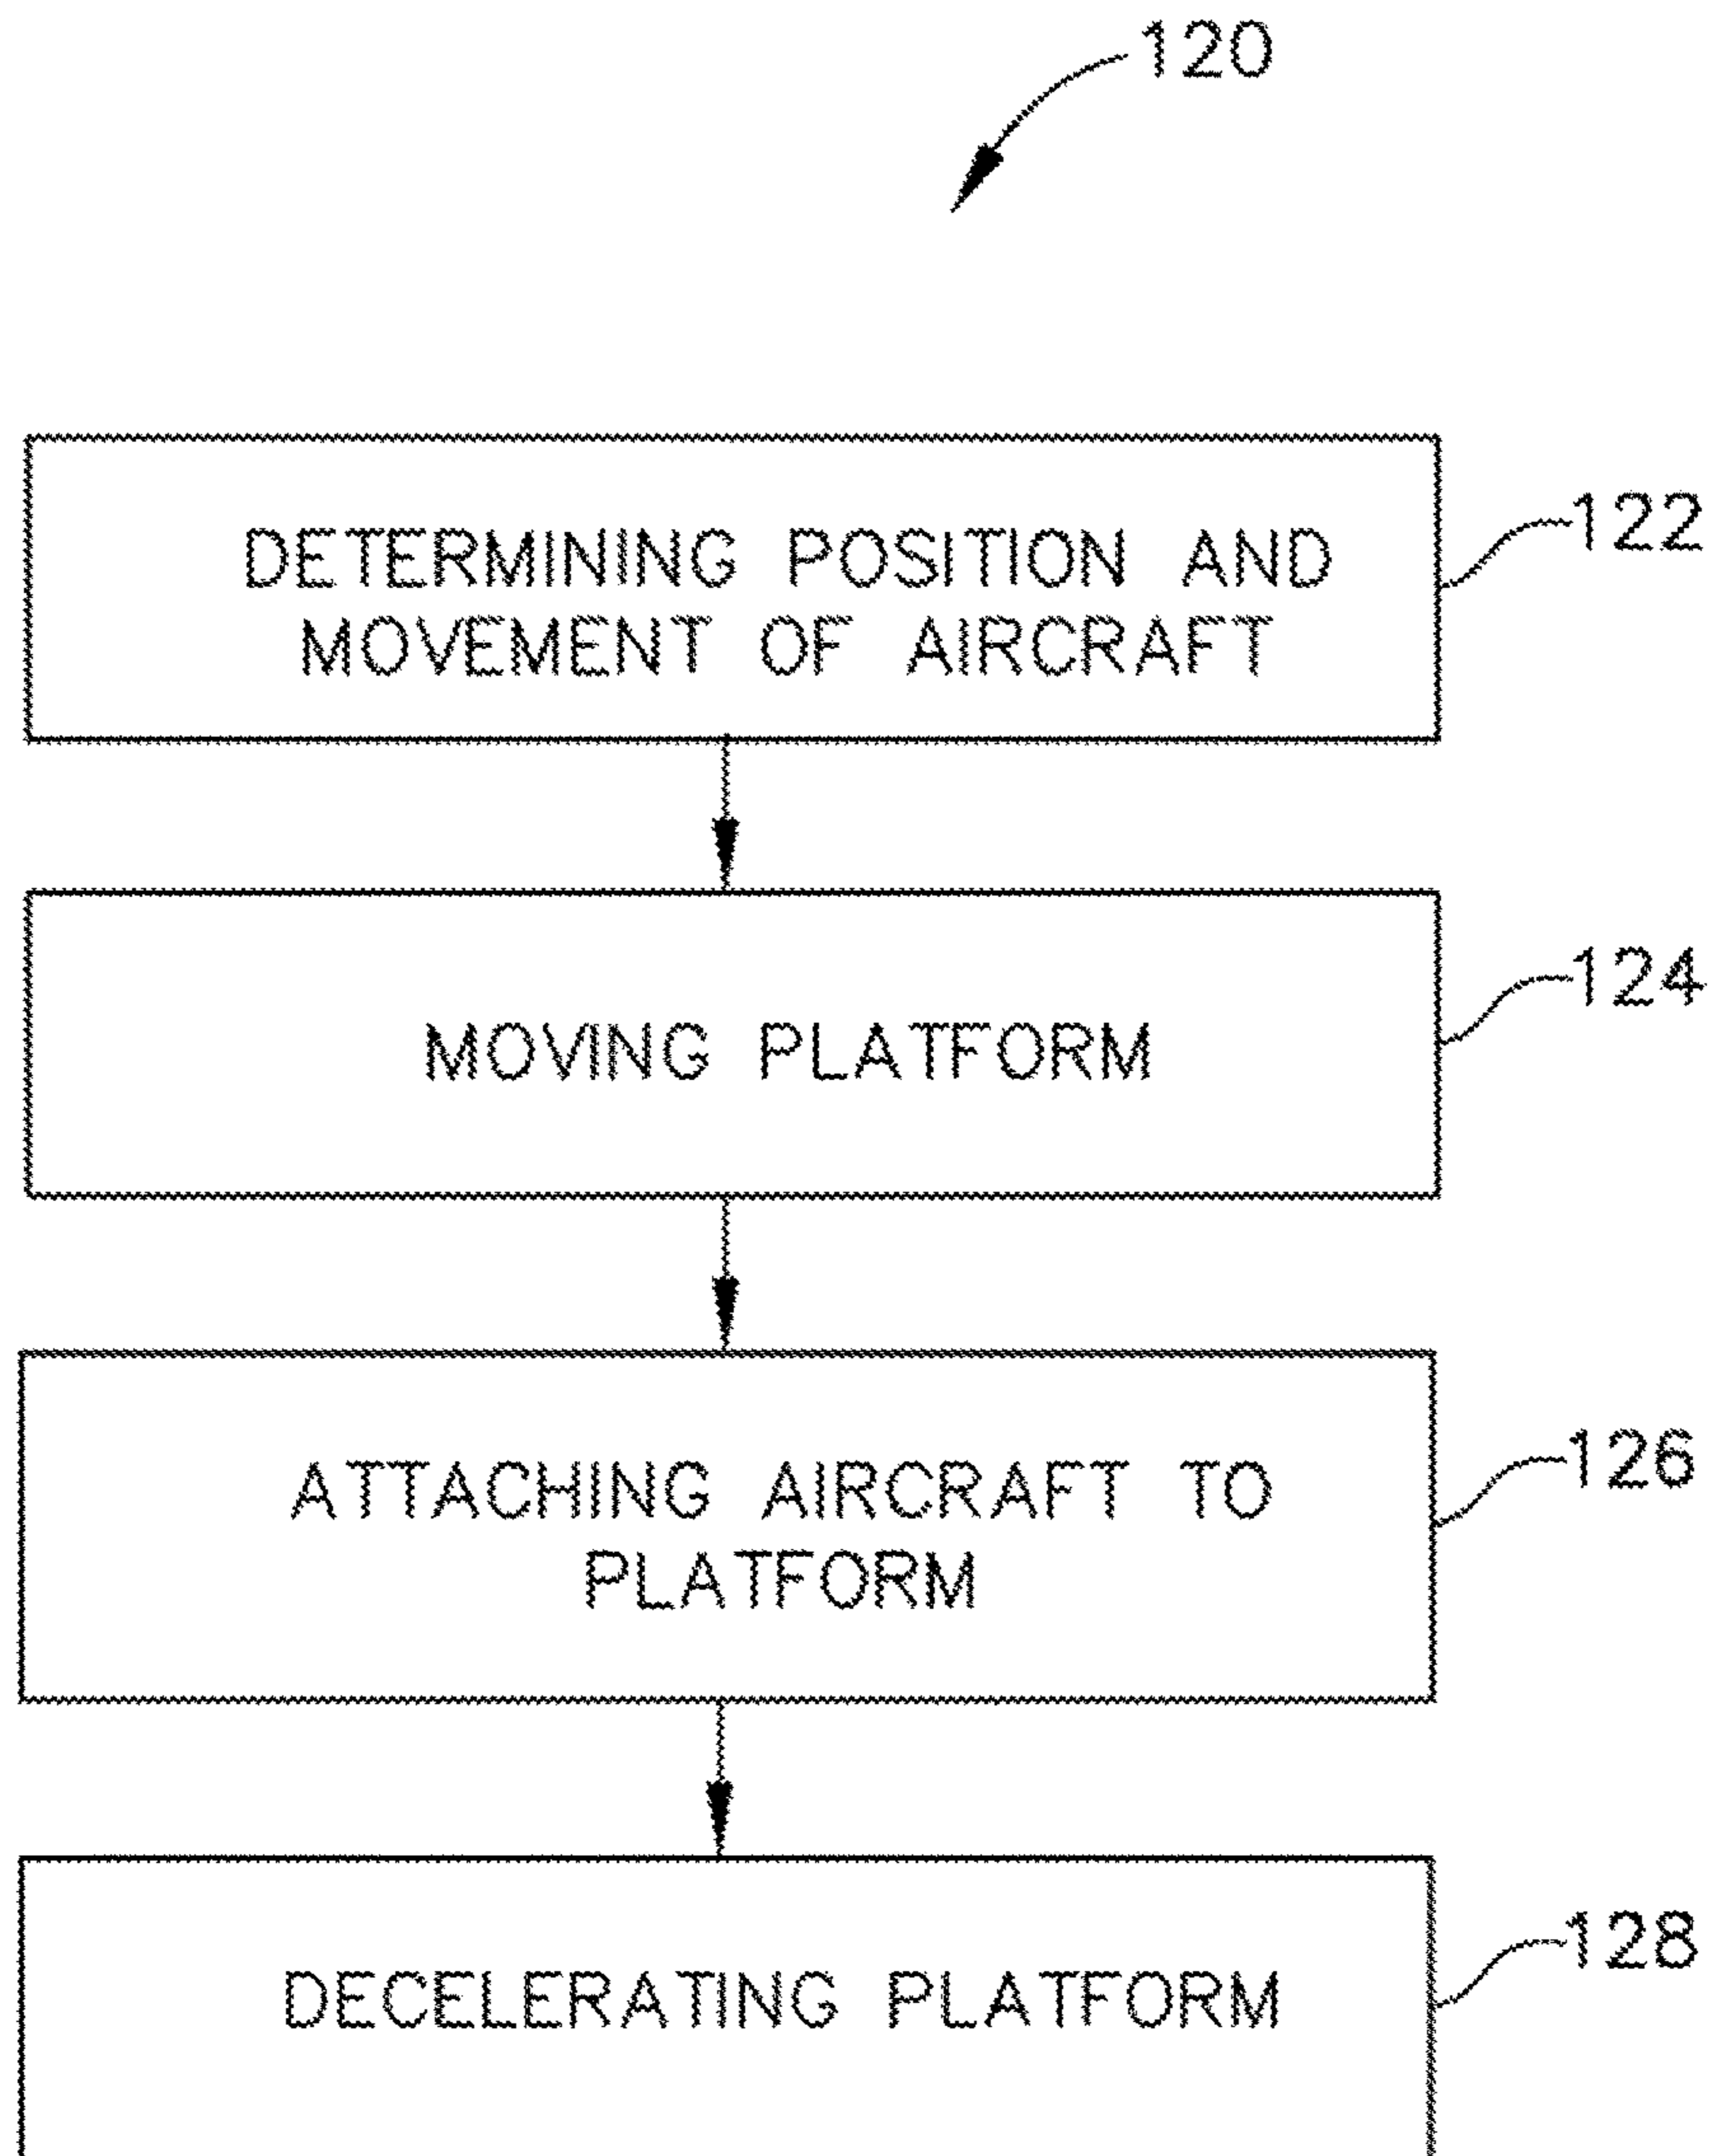 120
DETERMINING POSITION AND
MOVEMENT OF AIRCRAFT
122
MOVING PLATFORM
124
ATTACHING AIRCRAFT TO
PLATFORM
126
DECELERATING PLATFORM
128